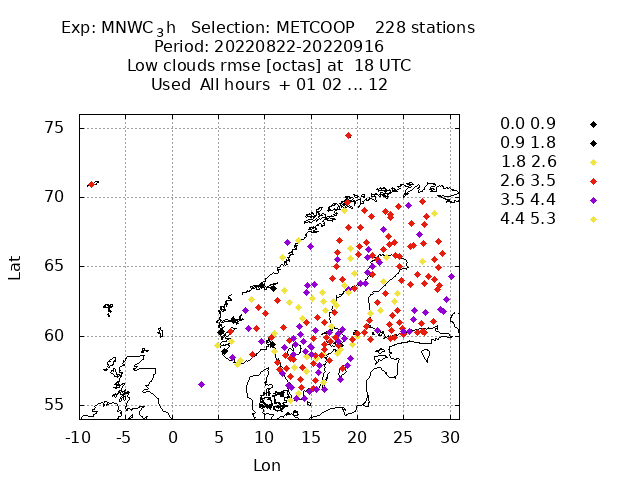 Exp: MNWC_3h Selection: METCOOP 228 stations
Period: 20220822-20220916
Low clouds rmse [octas] at 18 UTC
Used All hours + 01 02 ... 12
0.0 0.9
0.9 1.8
1.8 2.6
2.6 3.5
3.5 4.4
4.4 5.3
75
70
65
60
55
Lat
-10 -5 0 5 10 15 20 25 30
Lon